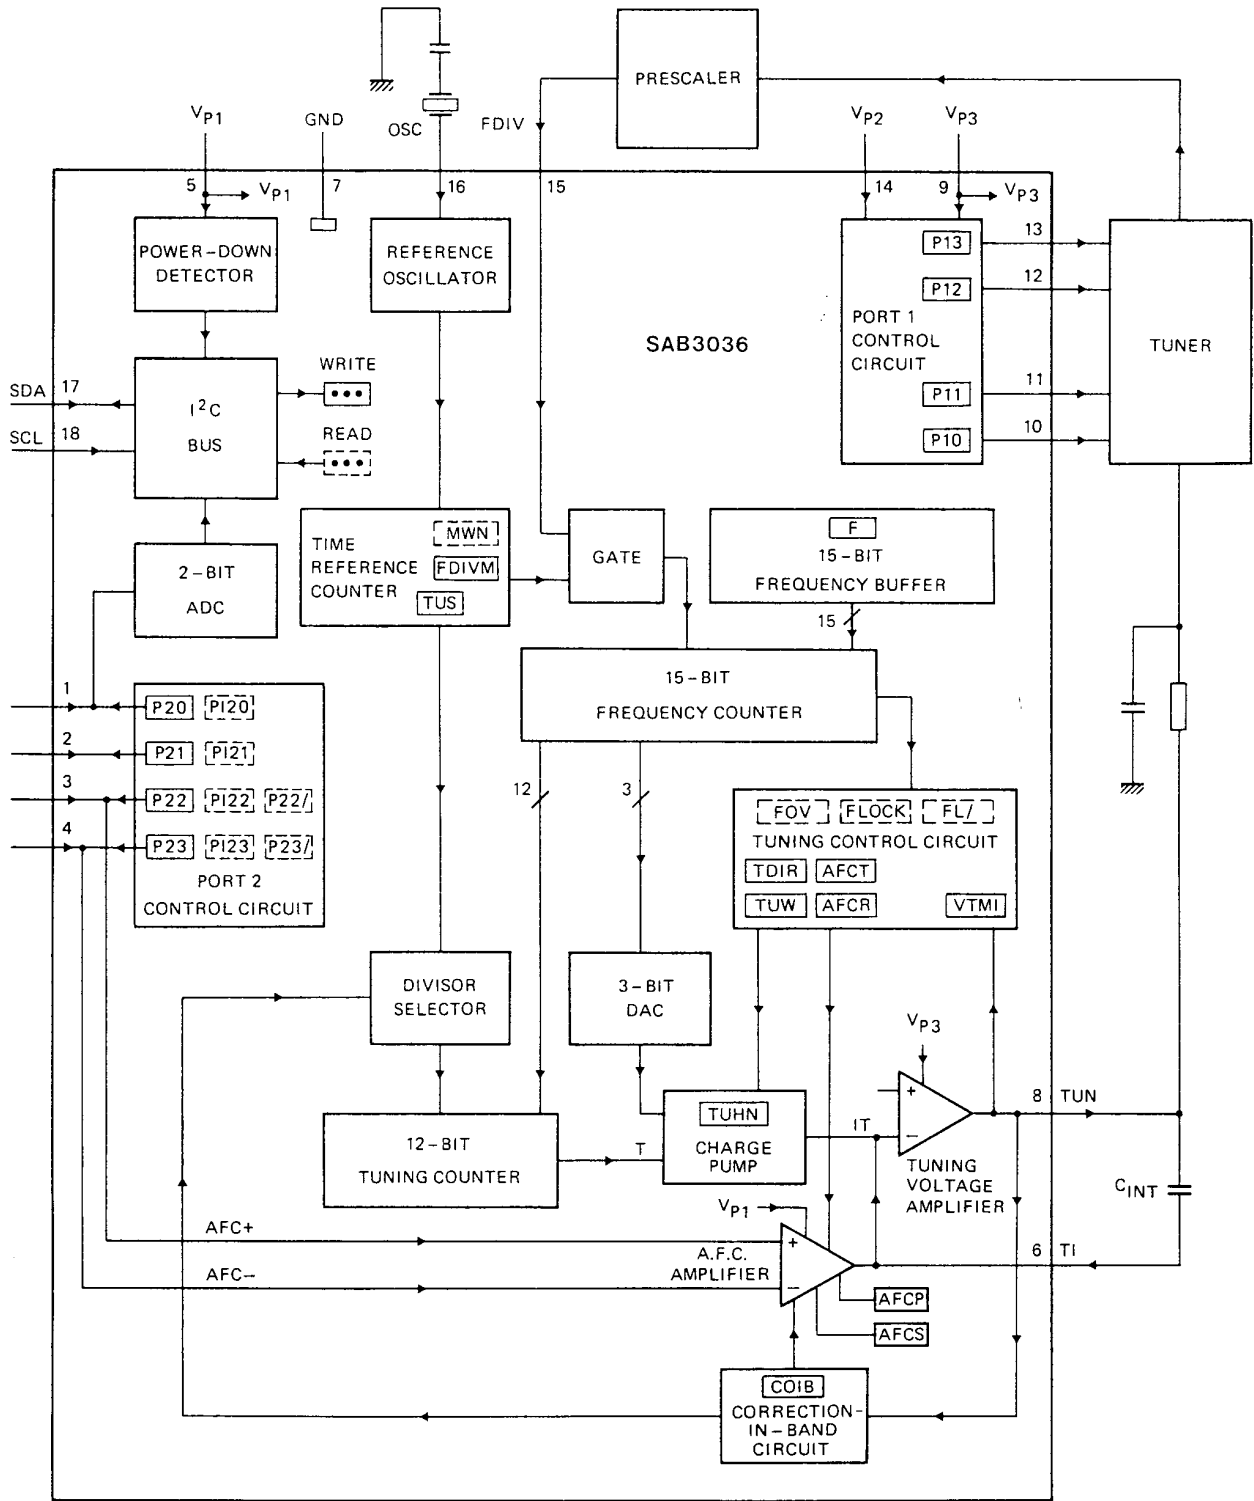 PRESCALER
VP1
GND
OSC
FDIV
VP2
VP3
5
VP1
7
16
15
14
9
VP3
POWER–DOWN
DETECTOR
REFERENCE
OSCILLATOR
P13
13
P12
12
PORT 1
CONTROL
CIRCUIT
P11
11
P10
10
TUNER
SAB3036
SDA
17
SCL
18
I²C
BUS
WRITE
READ
2–BIT
ADC
TIME
REFERENCE
COUNTER
MWN
FDIVM
TUS
GATE
F
15–BIT
FREQUENCY BUFFER
15
15–BIT
FREQUENCY COUNTER
1
P20
PI20
2
P21
PI21
3
P22
PI22
P22/
4
P23
PI23
P23/
PORT 2
CONTROL CIRCUIT
12
3
FOV
FLOCK
FL/
TUNING CONTROL CIRCUIT
TDIR
AFCT
TUW
AFCR
VTMI
DIVISOR
SELECTOR
3–BIT
DAC
VP3
12–BIT
TUNING COUNTER
T
TUHN
CHARGE
PUMP
IT
+
–
TUNING
VOLTAGE
AMPLIFIER
8
TUN
CINT
VP1
AFC+
AFC–
A.F.C.
AMPLIFIER
+
–
6
TI
AFCP
AFCS
COIB
CORRECTION–
IN–BAND
CIRCUIT